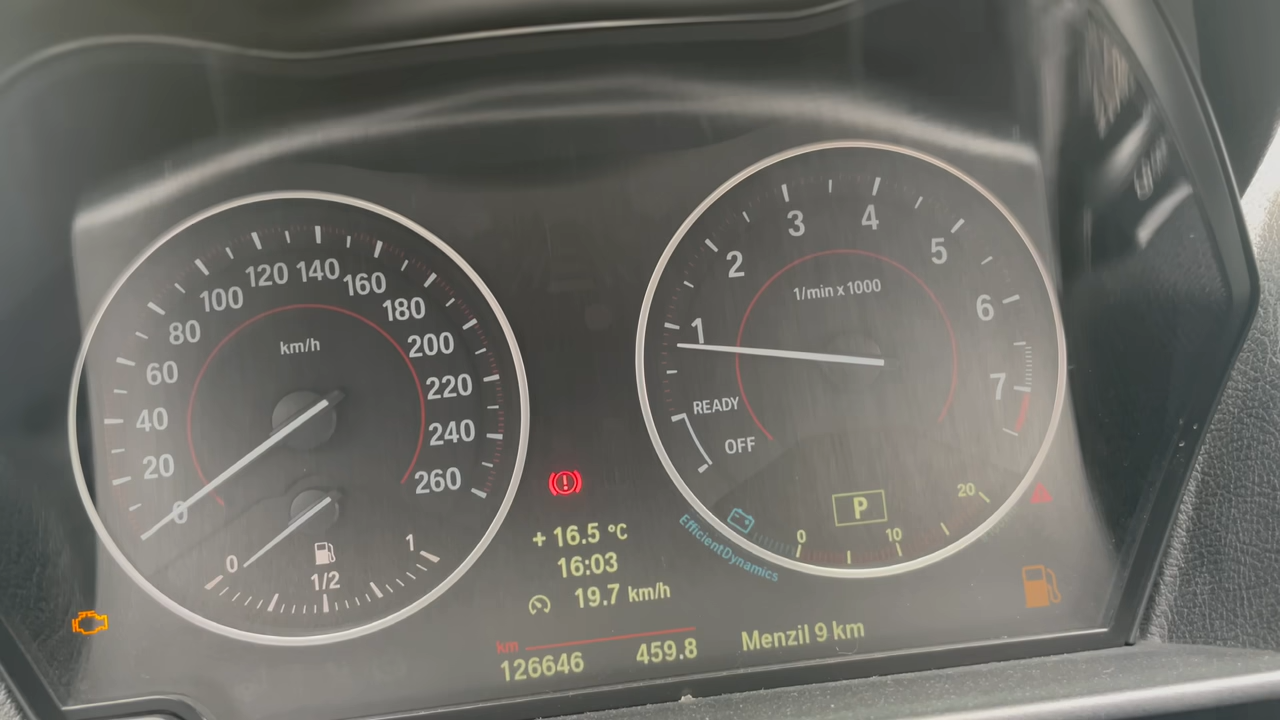 km/h
0
20
40
60
80
100
120
140
160
180
200
220
240
260
0
1/2
1
1/min x 1000
1
2
3
4
5
6
7
READY
OFF
P
0
10
20
EfficientDynamics
+ 16.5 °C
16:03
19.7 km/h
km
126646 459.8
Menzil 9 km